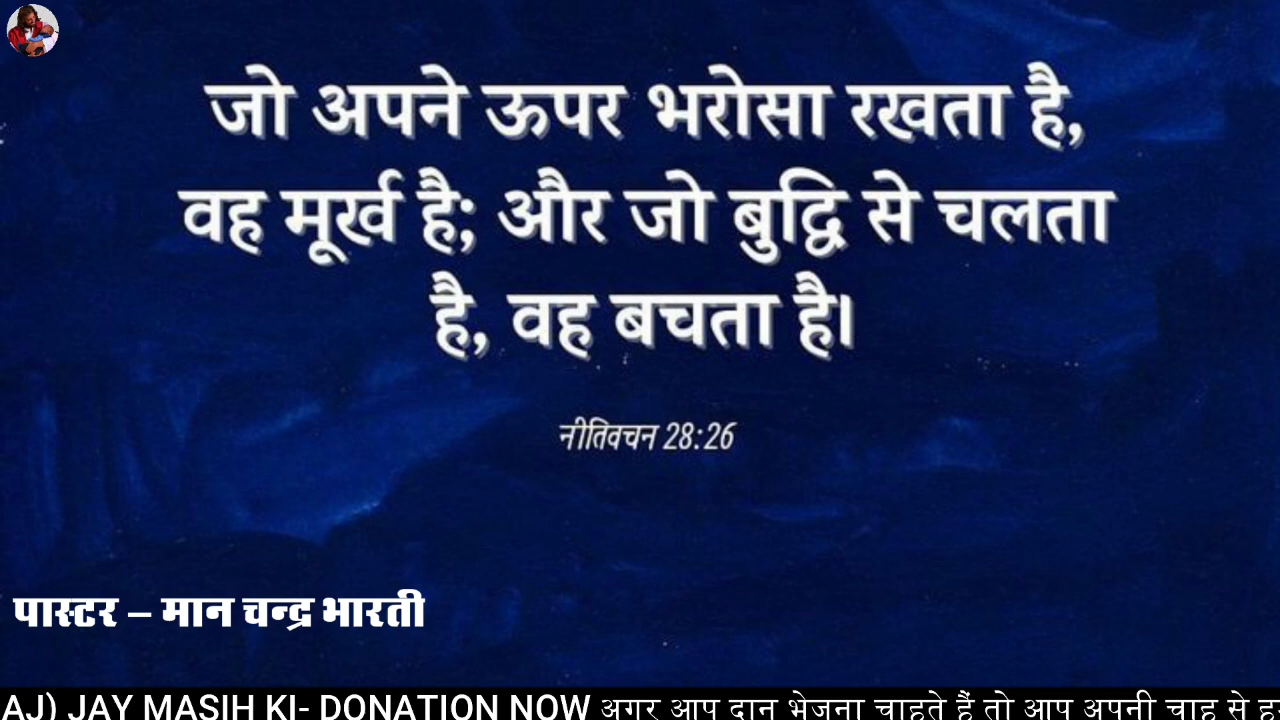 जो अपने ऊपर भरोसा रखता है,
वह मूर्ख है; और जो बुद्धि से चलता
है, वह बचता है।
नीतिवचन 28:26
पास्टर – मान चन्द्र भारती
AJ) JAY MASIH KI- DONATION NOW अगर आप दान भेजना चाहते हैं तो आप अपनी चाह से